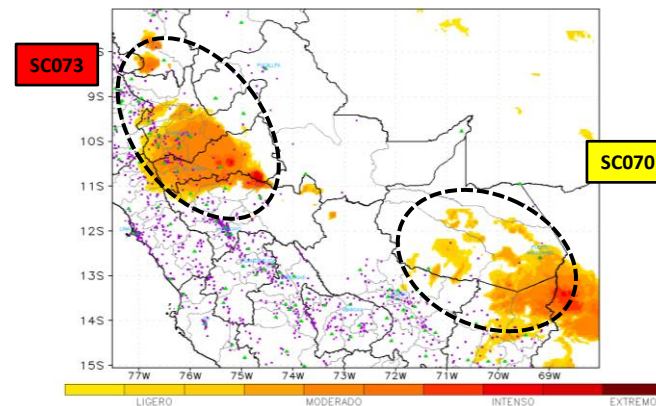 SC073
SC070
9S
10S
11S
12S
13S
14S
15S
77W
76W
75W
74W
73W
72W
71W
70W
69W
LIGERO MODERADO INTENSO EXTREMO